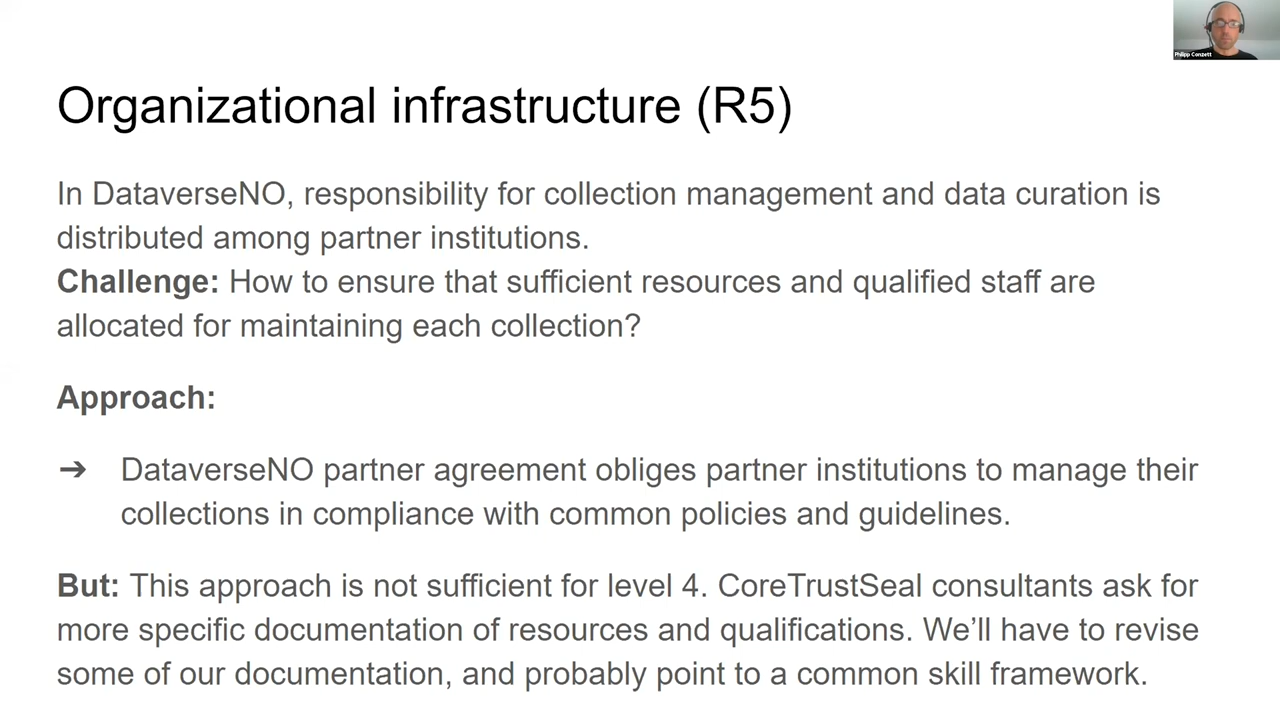 Philipp Conzett
Organizational infrastructure (R5)
In DataverseNO, responsibility for collection management and data curation is
distributed among partner institutions.
Challenge: How to ensure that sufficient resources and qualified staff are
allocated for maintaining each collection?
Approach:
➔ DataverseNO partner agreement obliges partner institutions to manage their
collections in compliance with common policies and guidelines.
But: This approach is not sufficient for level 4. CoreTrustSeal consultants ask for
more specific documentation of resources and qualifications. We’ll have to revise
some of our documentation, and probably point to a common skill framework.